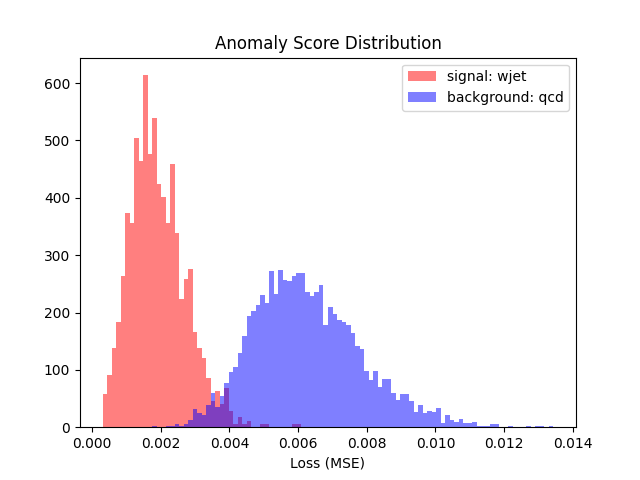 Anomaly Score Distribution
signal: wjet
background: qcd
600
500
400
300
200
100
0
0.000 0.002 0.004 0.006 0.008 0.010 0.012 0.014
Loss (MSE)